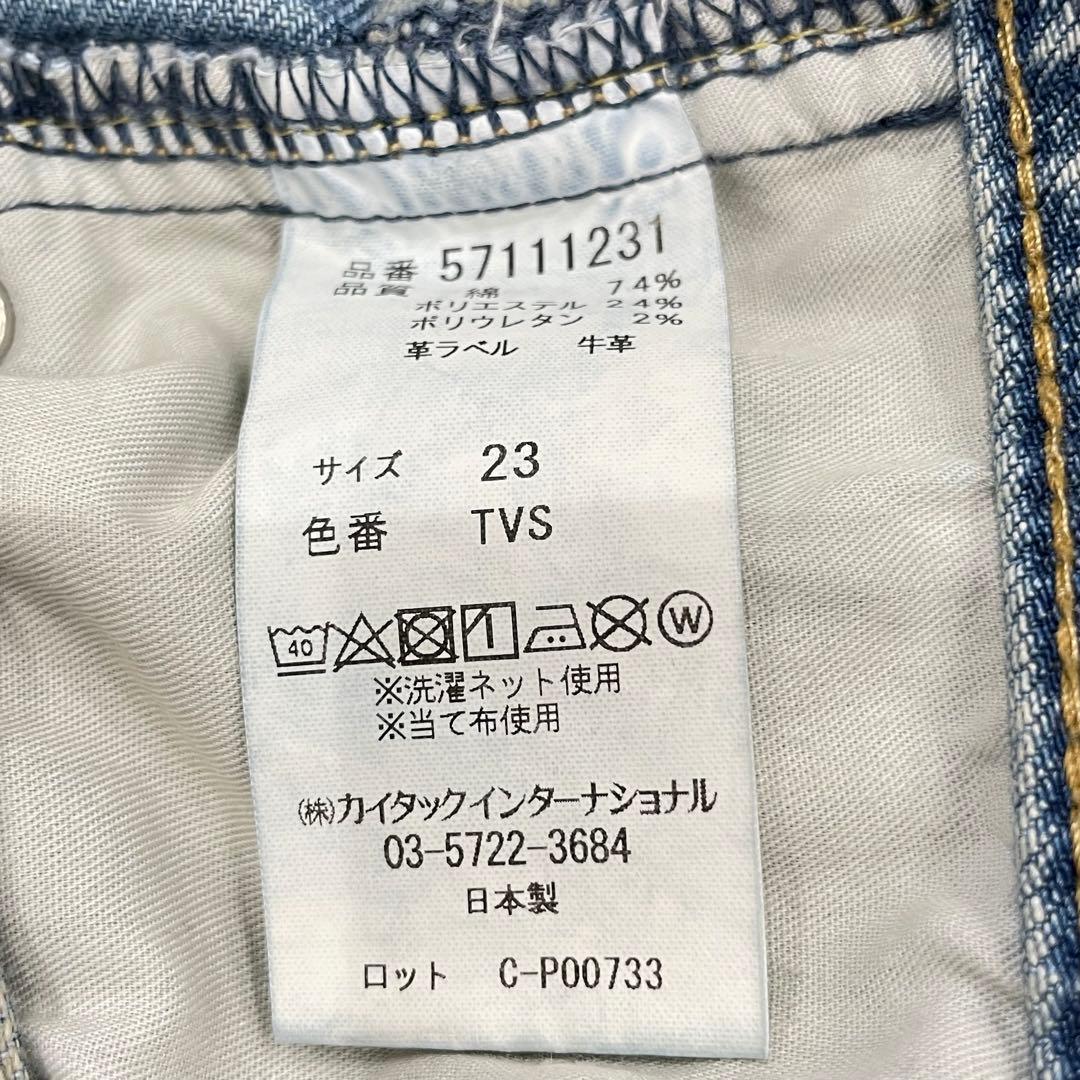 品番 57111231
品質 綿 74%
ポリエステル 24%
ポリウレタン 2%
革ラベル 牛革
サイズ 23
色番 TVS
40 W
※洗濯ネット使用
※当て布使用
㈱カイタックインターナショナル
03-5722-3684
日本製
ロット C-P00733